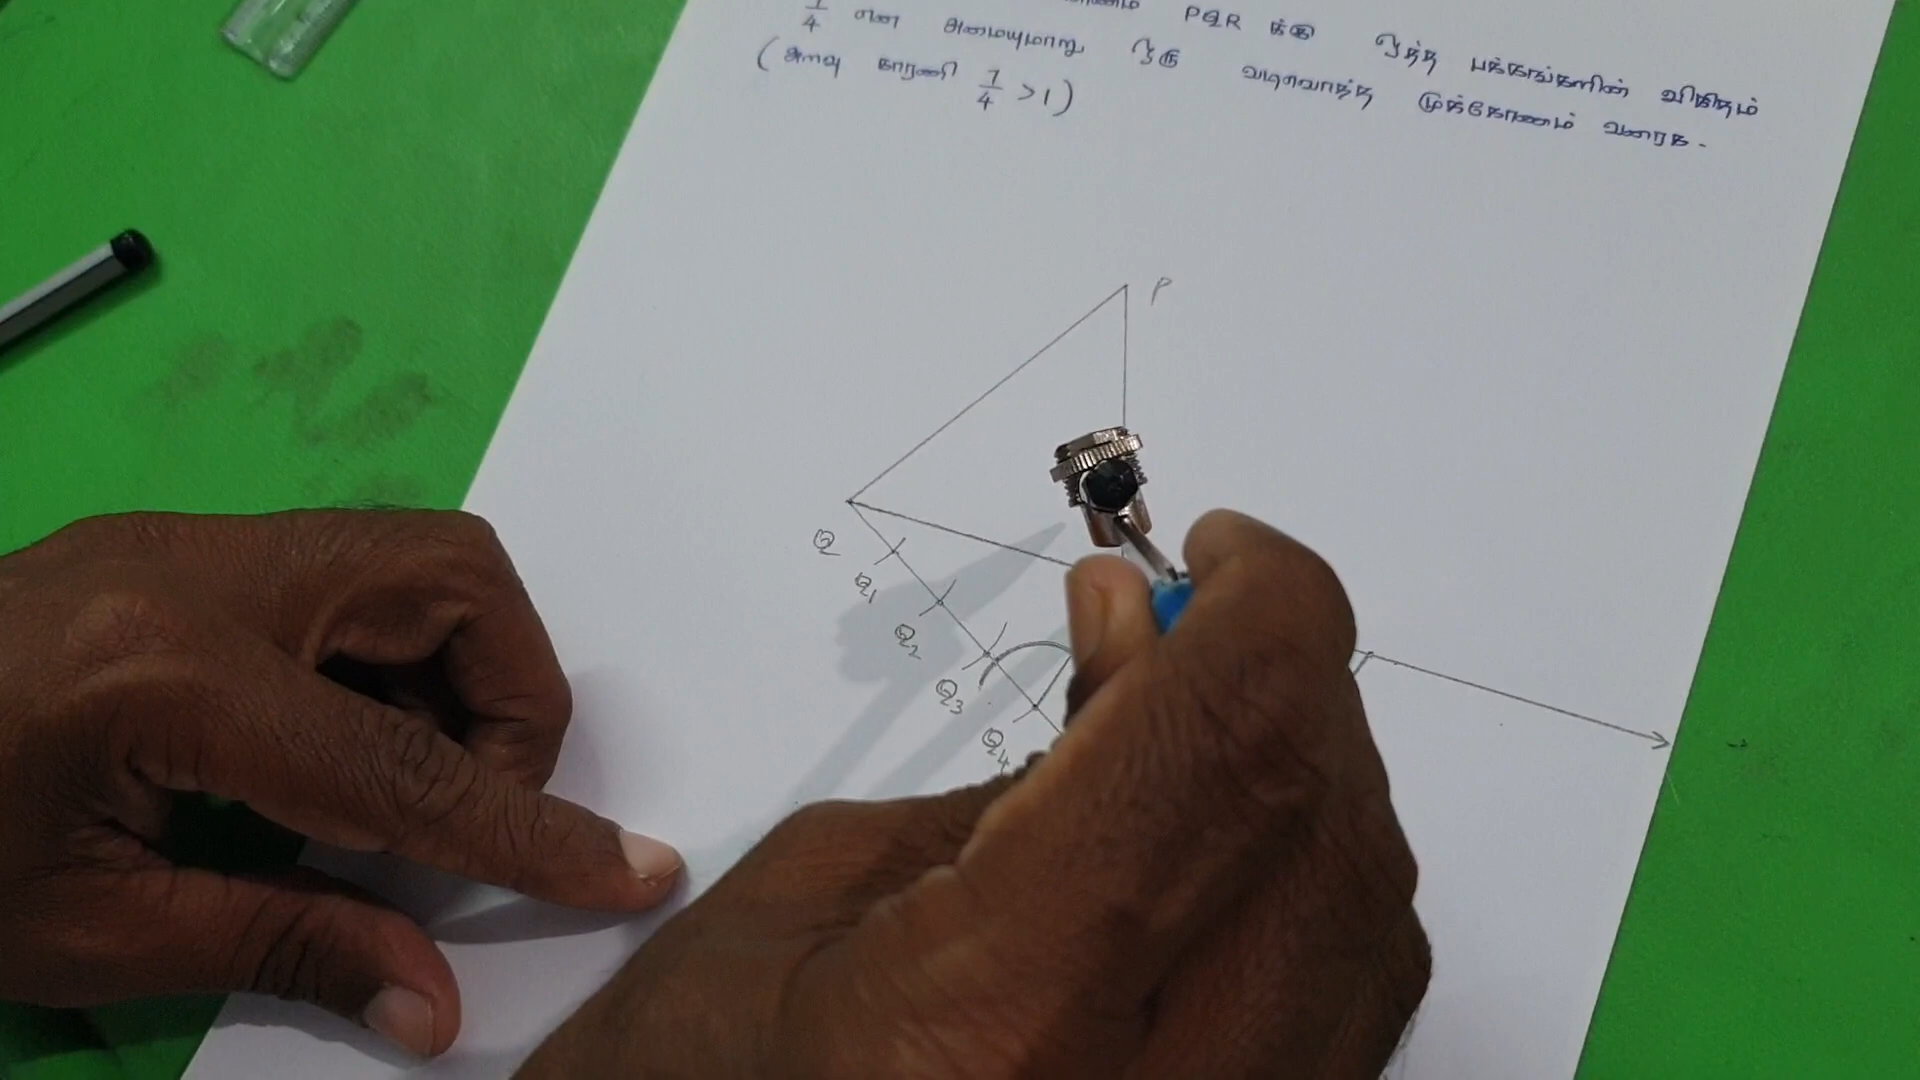 PQR க்கு ஒத்த பக்கங்களின் விகிதம்
7/4 என அமையுமாறு ஒரு வடிவொத்த முக்கோணம் வரைக.
(அளவு காரணி 7/4 >1)
P
Q
Q1
Q2
Q3
Q4